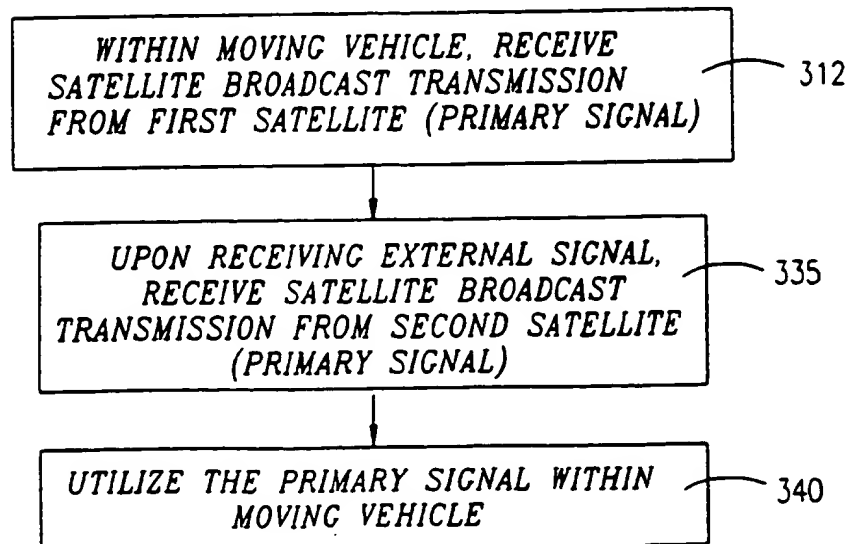 WITHIN MOVING VEHICLE, RECEIVE
SATELLITE BROADCAST TRANSMISSION
FROM FIRST SATELLITE (PRIMARY SIGNAL)
312
UPON RECEIVING EXTERNAL SIGNAL,
RECEIVE SATELLITE BROADCAST
TRANSMISSION FROM SECOND SATELLITE
(PRIMARY SIGNAL)
335
UTILIZE THE PRIMARY SIGNAL WITHIN
MOVING VEHICLE
340